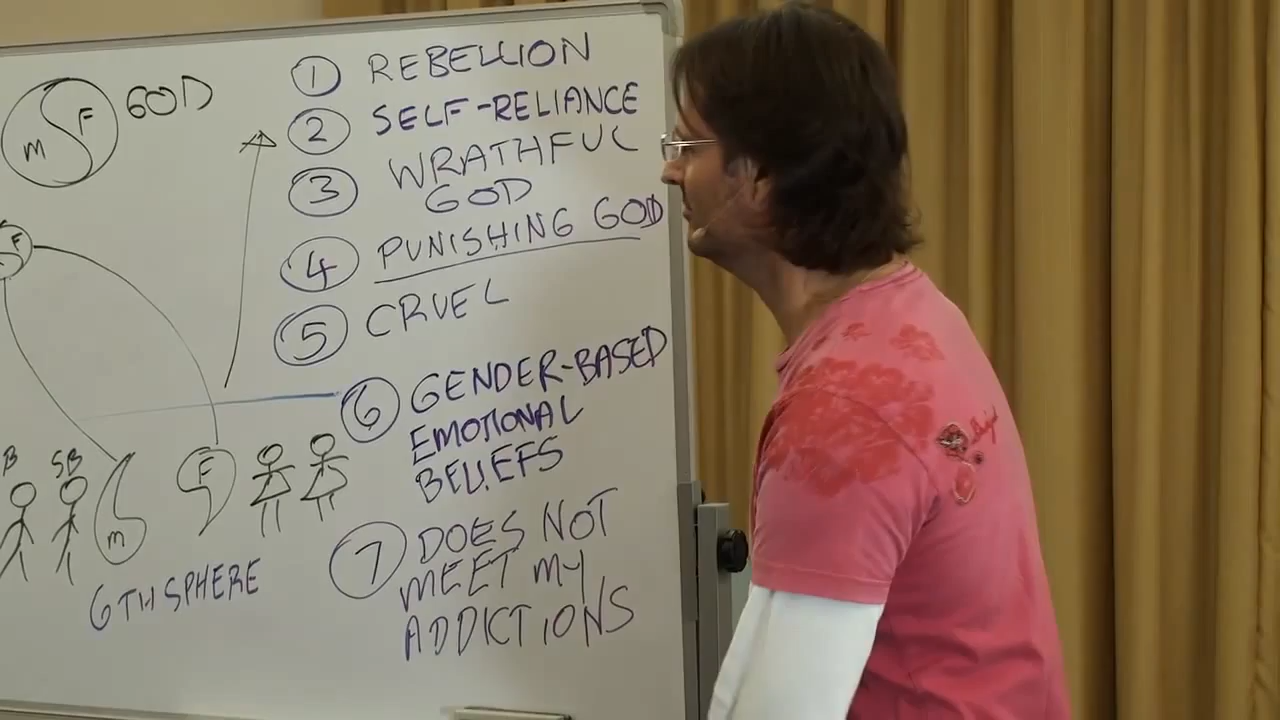 GOD
M F
F
1 REBELLION
2 SELF-RELIANCE
3 WRATHFUL
GOD
4 PUNISHING GOD
5 CRUEL
6 GENDER-BASED
EMOTIONAL
BELIEFS
7 DOES NOT
MEET MY
ADDICTIONS
B SB
M F
6TH SPHERE